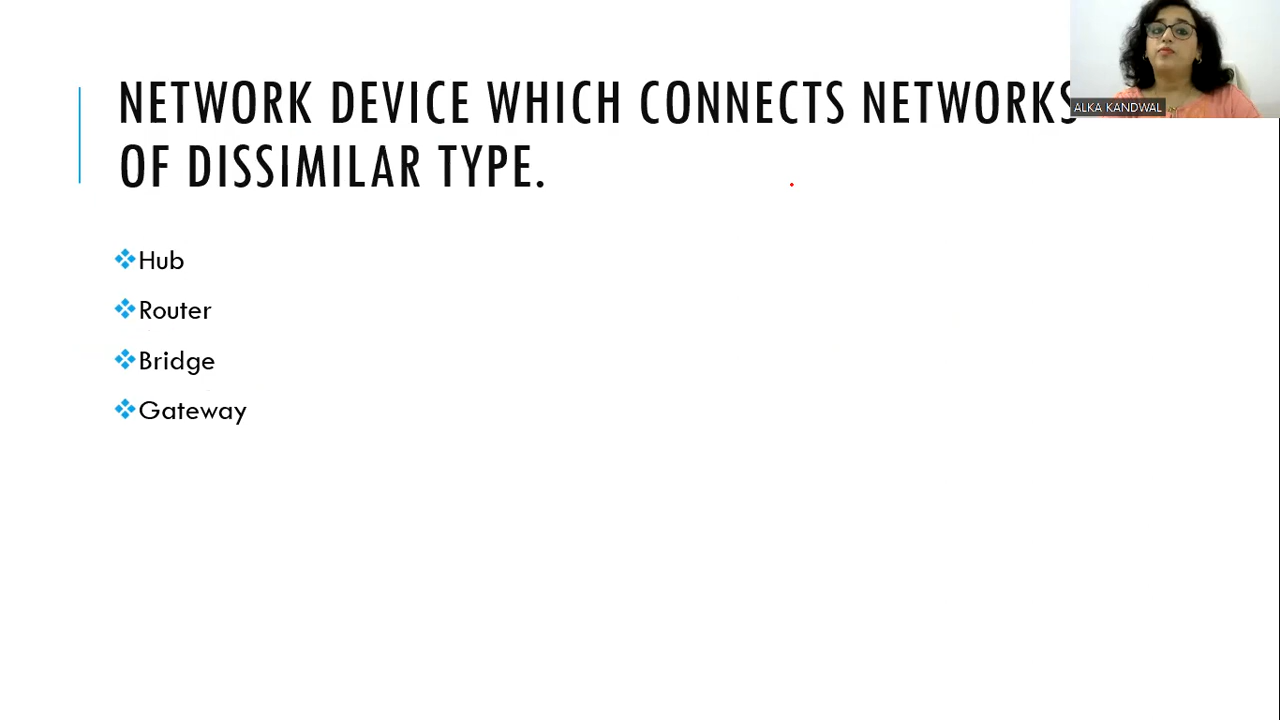 NETWORK DEVICE WHICH CONNECTS NETWORKS
OF DISSIMILAR TYPE.
ALKA KANDWAL
Hub
Router
Bridge
Gateway